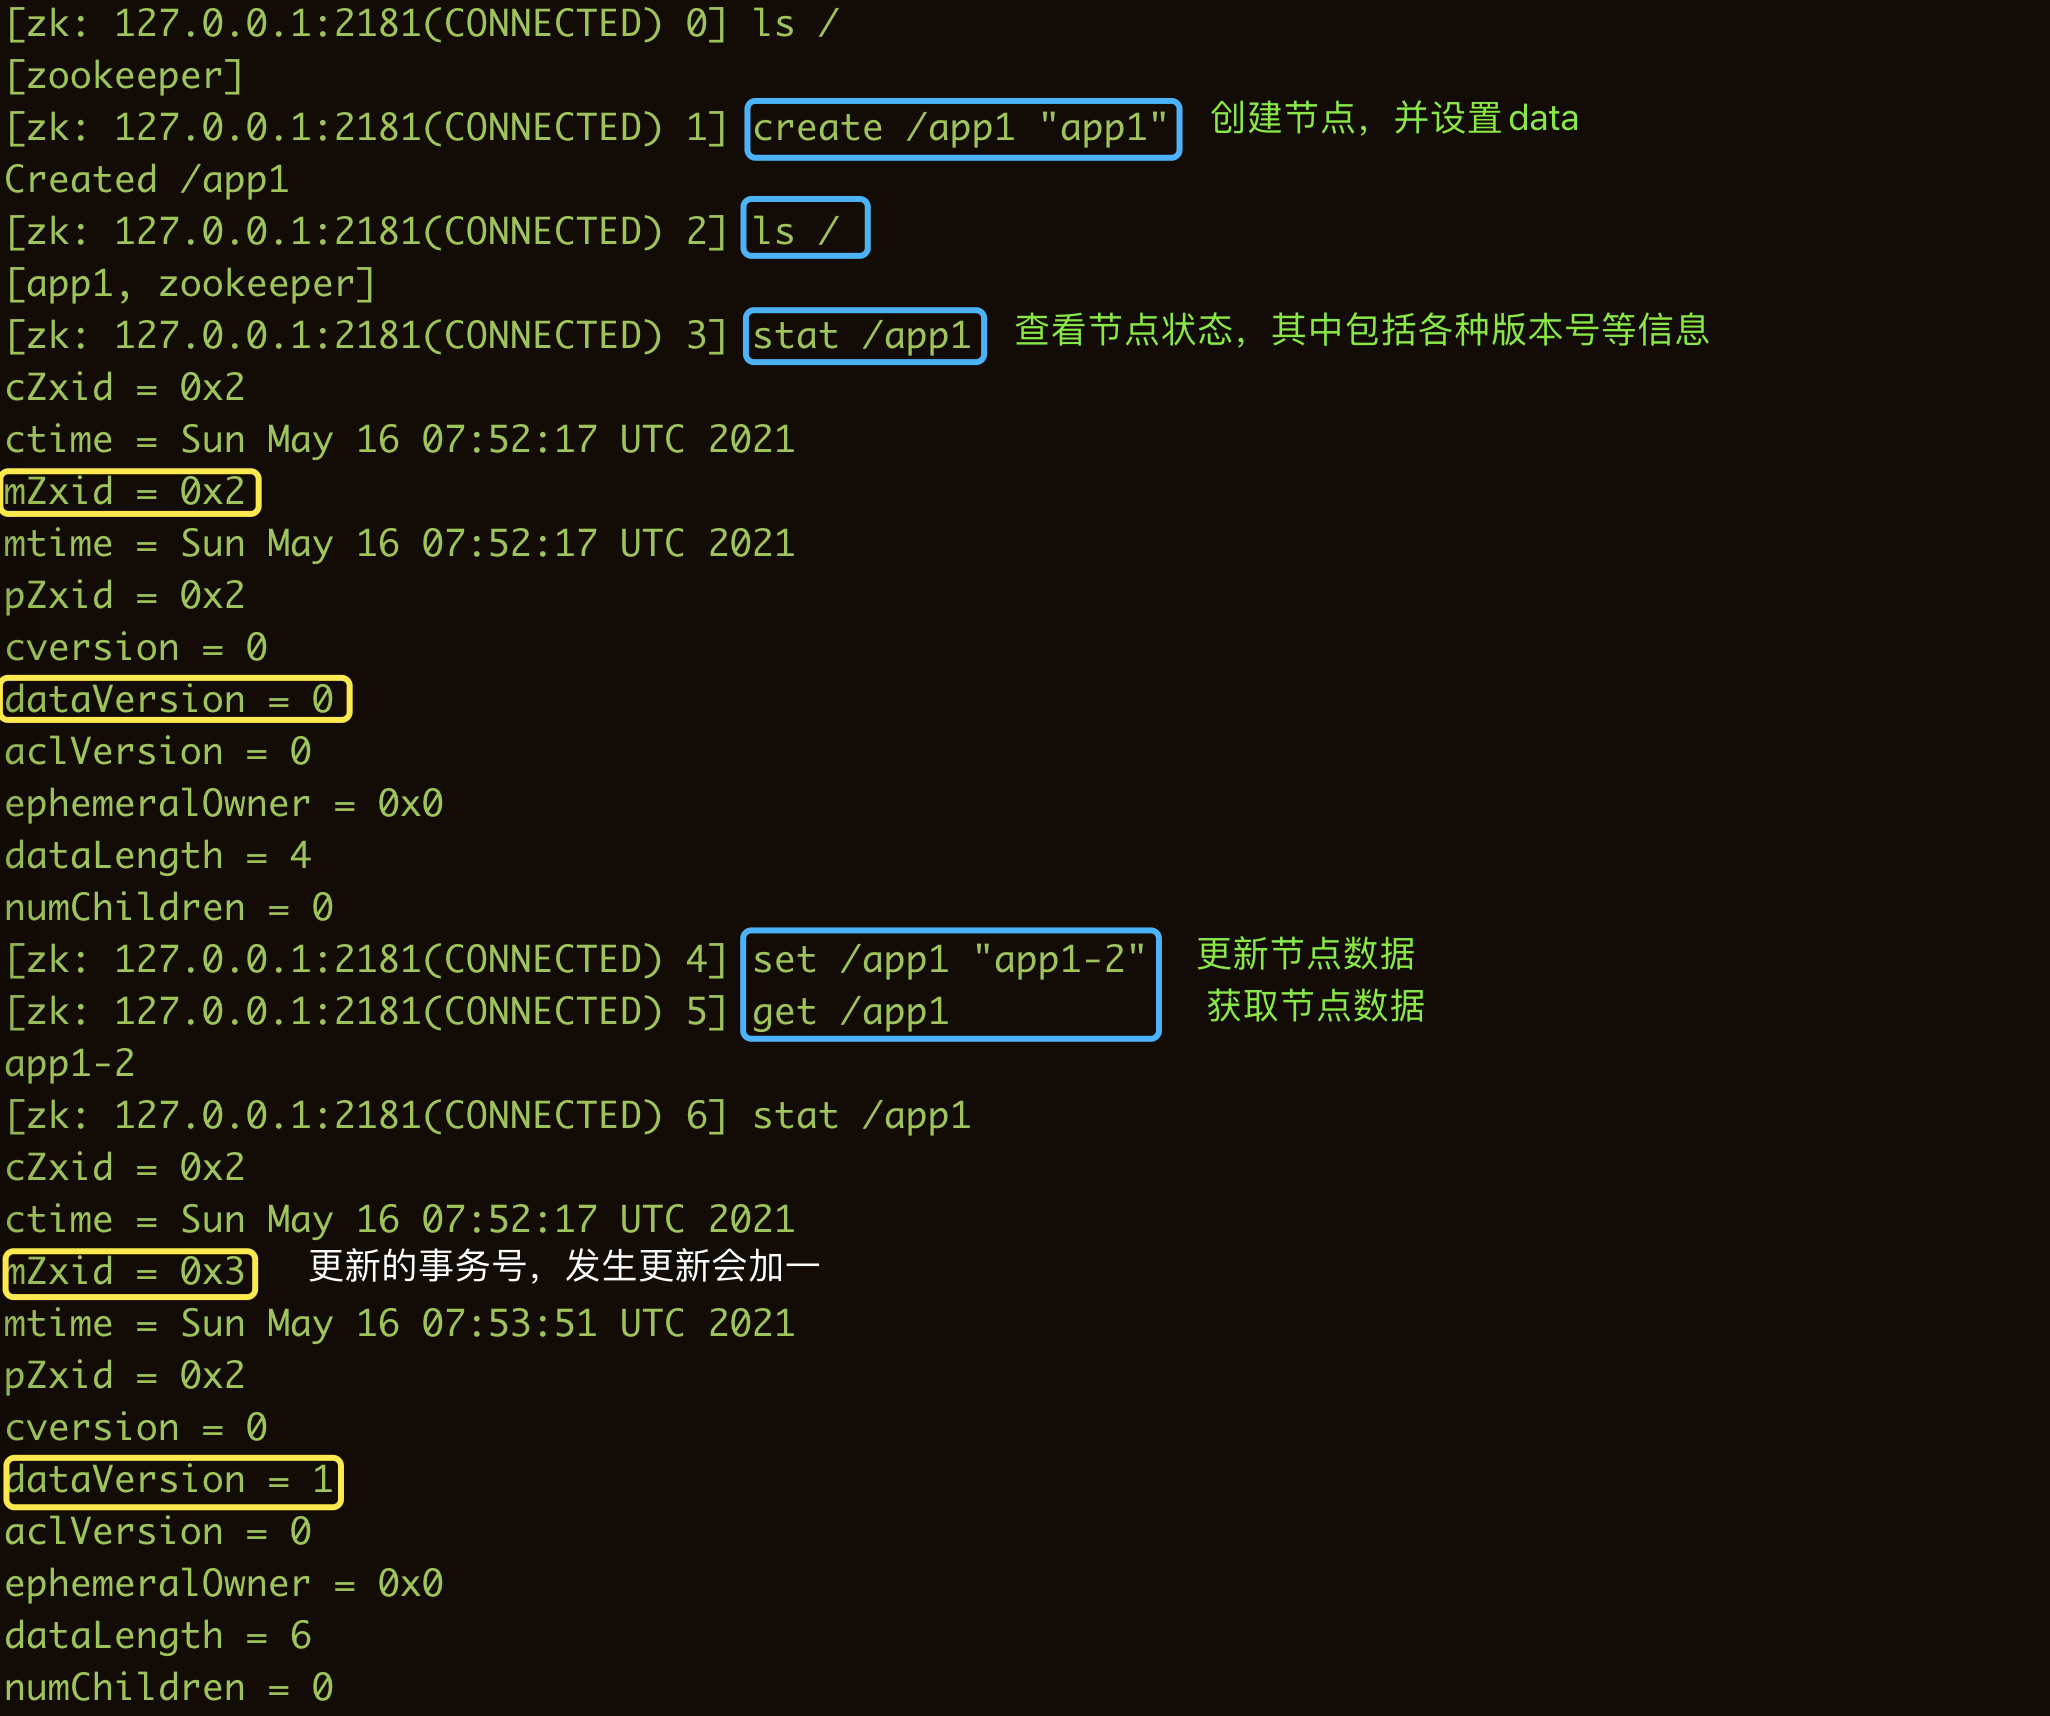 [zk: 127.0.0.1:2181(CONNECTED) 0] ls /
[zookeeper]
[zk: 127.0.0.1:2181(CONNECTED) 1] create /app1 "app1" 创建节点，并设置data
Created /app1
[zk: 127.0.0.1:2181(CONNECTED) 2] ls /
[app1, zookeeper]
[zk: 127.0.0.1:2181(CONNECTED) 3] stat /app1 查看节点状态，其中包括各种版本号等信息
cZxid = 0x2
ctime = Sun May 16 07:52:17 UTC 2021
mZxid = 0x2
mtime = Sun May 16 07:52:17 UTC 2021
pZxid = 0x2
cversion = 0
dataVersion = 0
aclVersion = 0
ephemeralOwner = 0x0
dataLength = 4
numChildren = 0
[zk: 127.0.0.1:2181(CONNECTED) 4] set /app1 "app1-2" 更新节点数据
[zk: 127.0.0.1:2181(CONNECTED) 5] get /app1 获取节点数据
app1-2
[zk: 127.0.0.1:2181(CONNECTED) 6] stat /app1
cZxid = 0x2
ctime = Sun May 16 07:52:17 UTC 2021
mZxid = 0x3 更新的事务号，发生更新会加一
mtime = Sun May 16 07:53:51 UTC 2021
pZxid = 0x2
cversion = 0
dataVersion = 1
aclVersion = 0
ephemeralOwner = 0x0
dataLength = 6
numChildren = 0